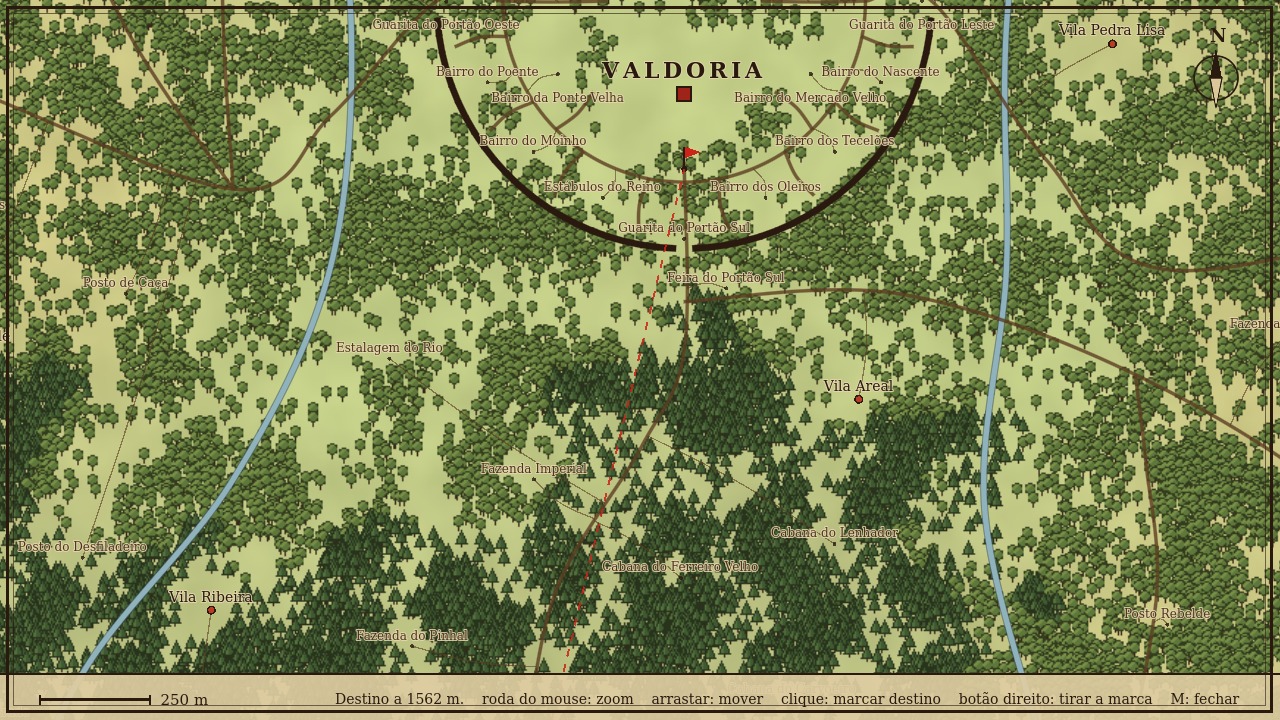 Guarita do Portão Oeste
Guarita do Portão Leste
Vila Pedra Lisa
N
VALDORIA
Bairro do Poente
Bairro do Nascente
Bairro da Ponte Velha
Bairro do Mercado Velho
Bairro do Moinho
Bairro dos Tecelões
Estábulos do Reino
Bairro dos Oleiros
Guarita do Portão Sul
Feira do Portão Sul
Posto de Caça
Fazenda
Estalagem do Rio
Vila Areal
Fazenda Imperial
Cabana do Lenhador
Posto do Desfiladeiro
Cabana do Ferreiro Velho
Vila Ribeira
Posto Rebelde
Fazenda do Pinhal
250 m
Destino a 1562 m. roda do mouse: zoom arrastar: mover clique: marcar destino botão direito: tirar a marca M: fechar